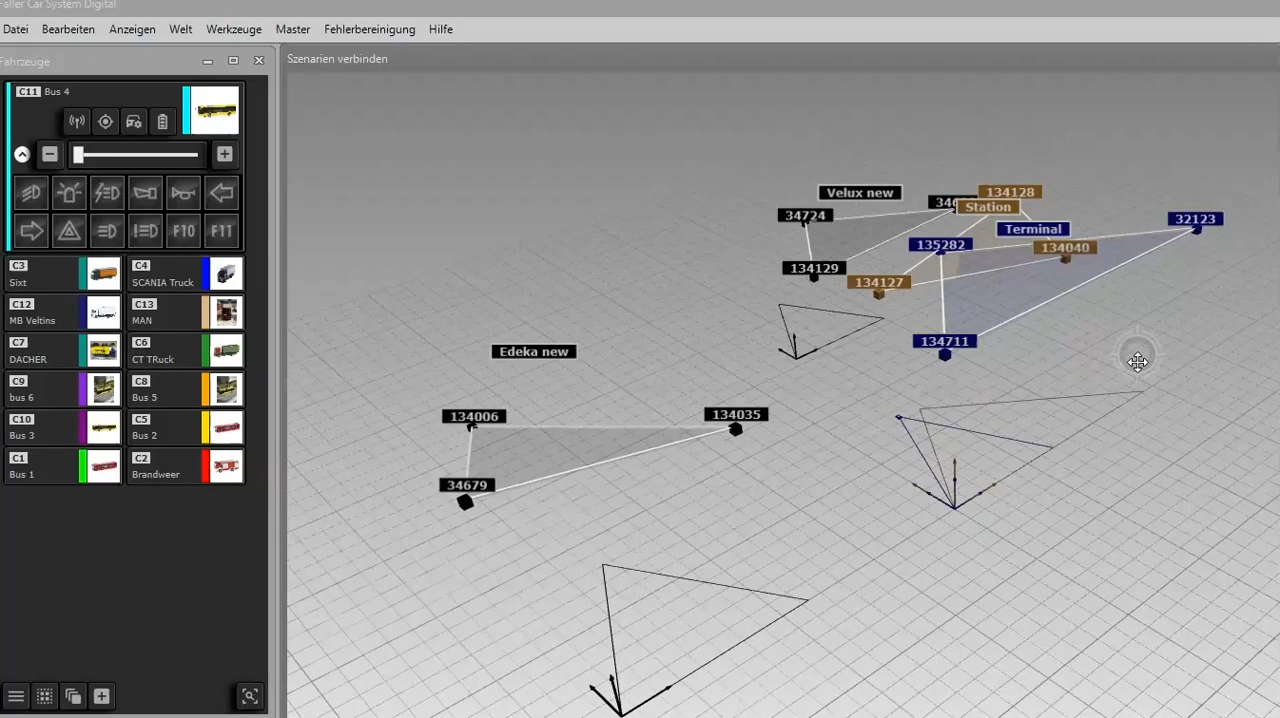 Faller Car System Digital
Datei Bearbeiten Anzeigen Welt Werkzeuge Master Fehlerbereinigung Hilfe
Fahrzeuge
Szenarien verbinden
C11 Bus 4
F10 F11
C3 C4
Sixt SCANIA Truck
C12 C13
MB Veltins MAN
C7 C6
DACHER CT TRuck
C9 C8
bus 6 Bus 5
C10 C5
Bus 3 Bus 2
C1 C2
Bus 1 Brandweer
Velux new
134128
34724
Station
32123
Terminal
135282
134040
134129
134127
134711
Edeka new
134006
134035
34679